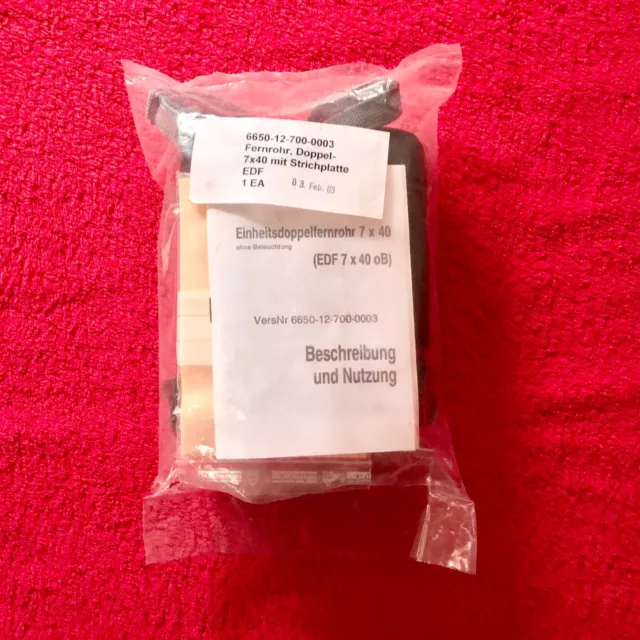 6650-12-700-0003
Fernrohr, Doppel-
7x40 mit Strichplatte
EDF
1 EA 03. Feb. 03
Einheitsdoppelfernrohr 7 x 40
ohne Beleuchtung
(EDF 7 x 40 oB)
VersNr 6650-12-700-0003
Beschreibung
und Nutzung